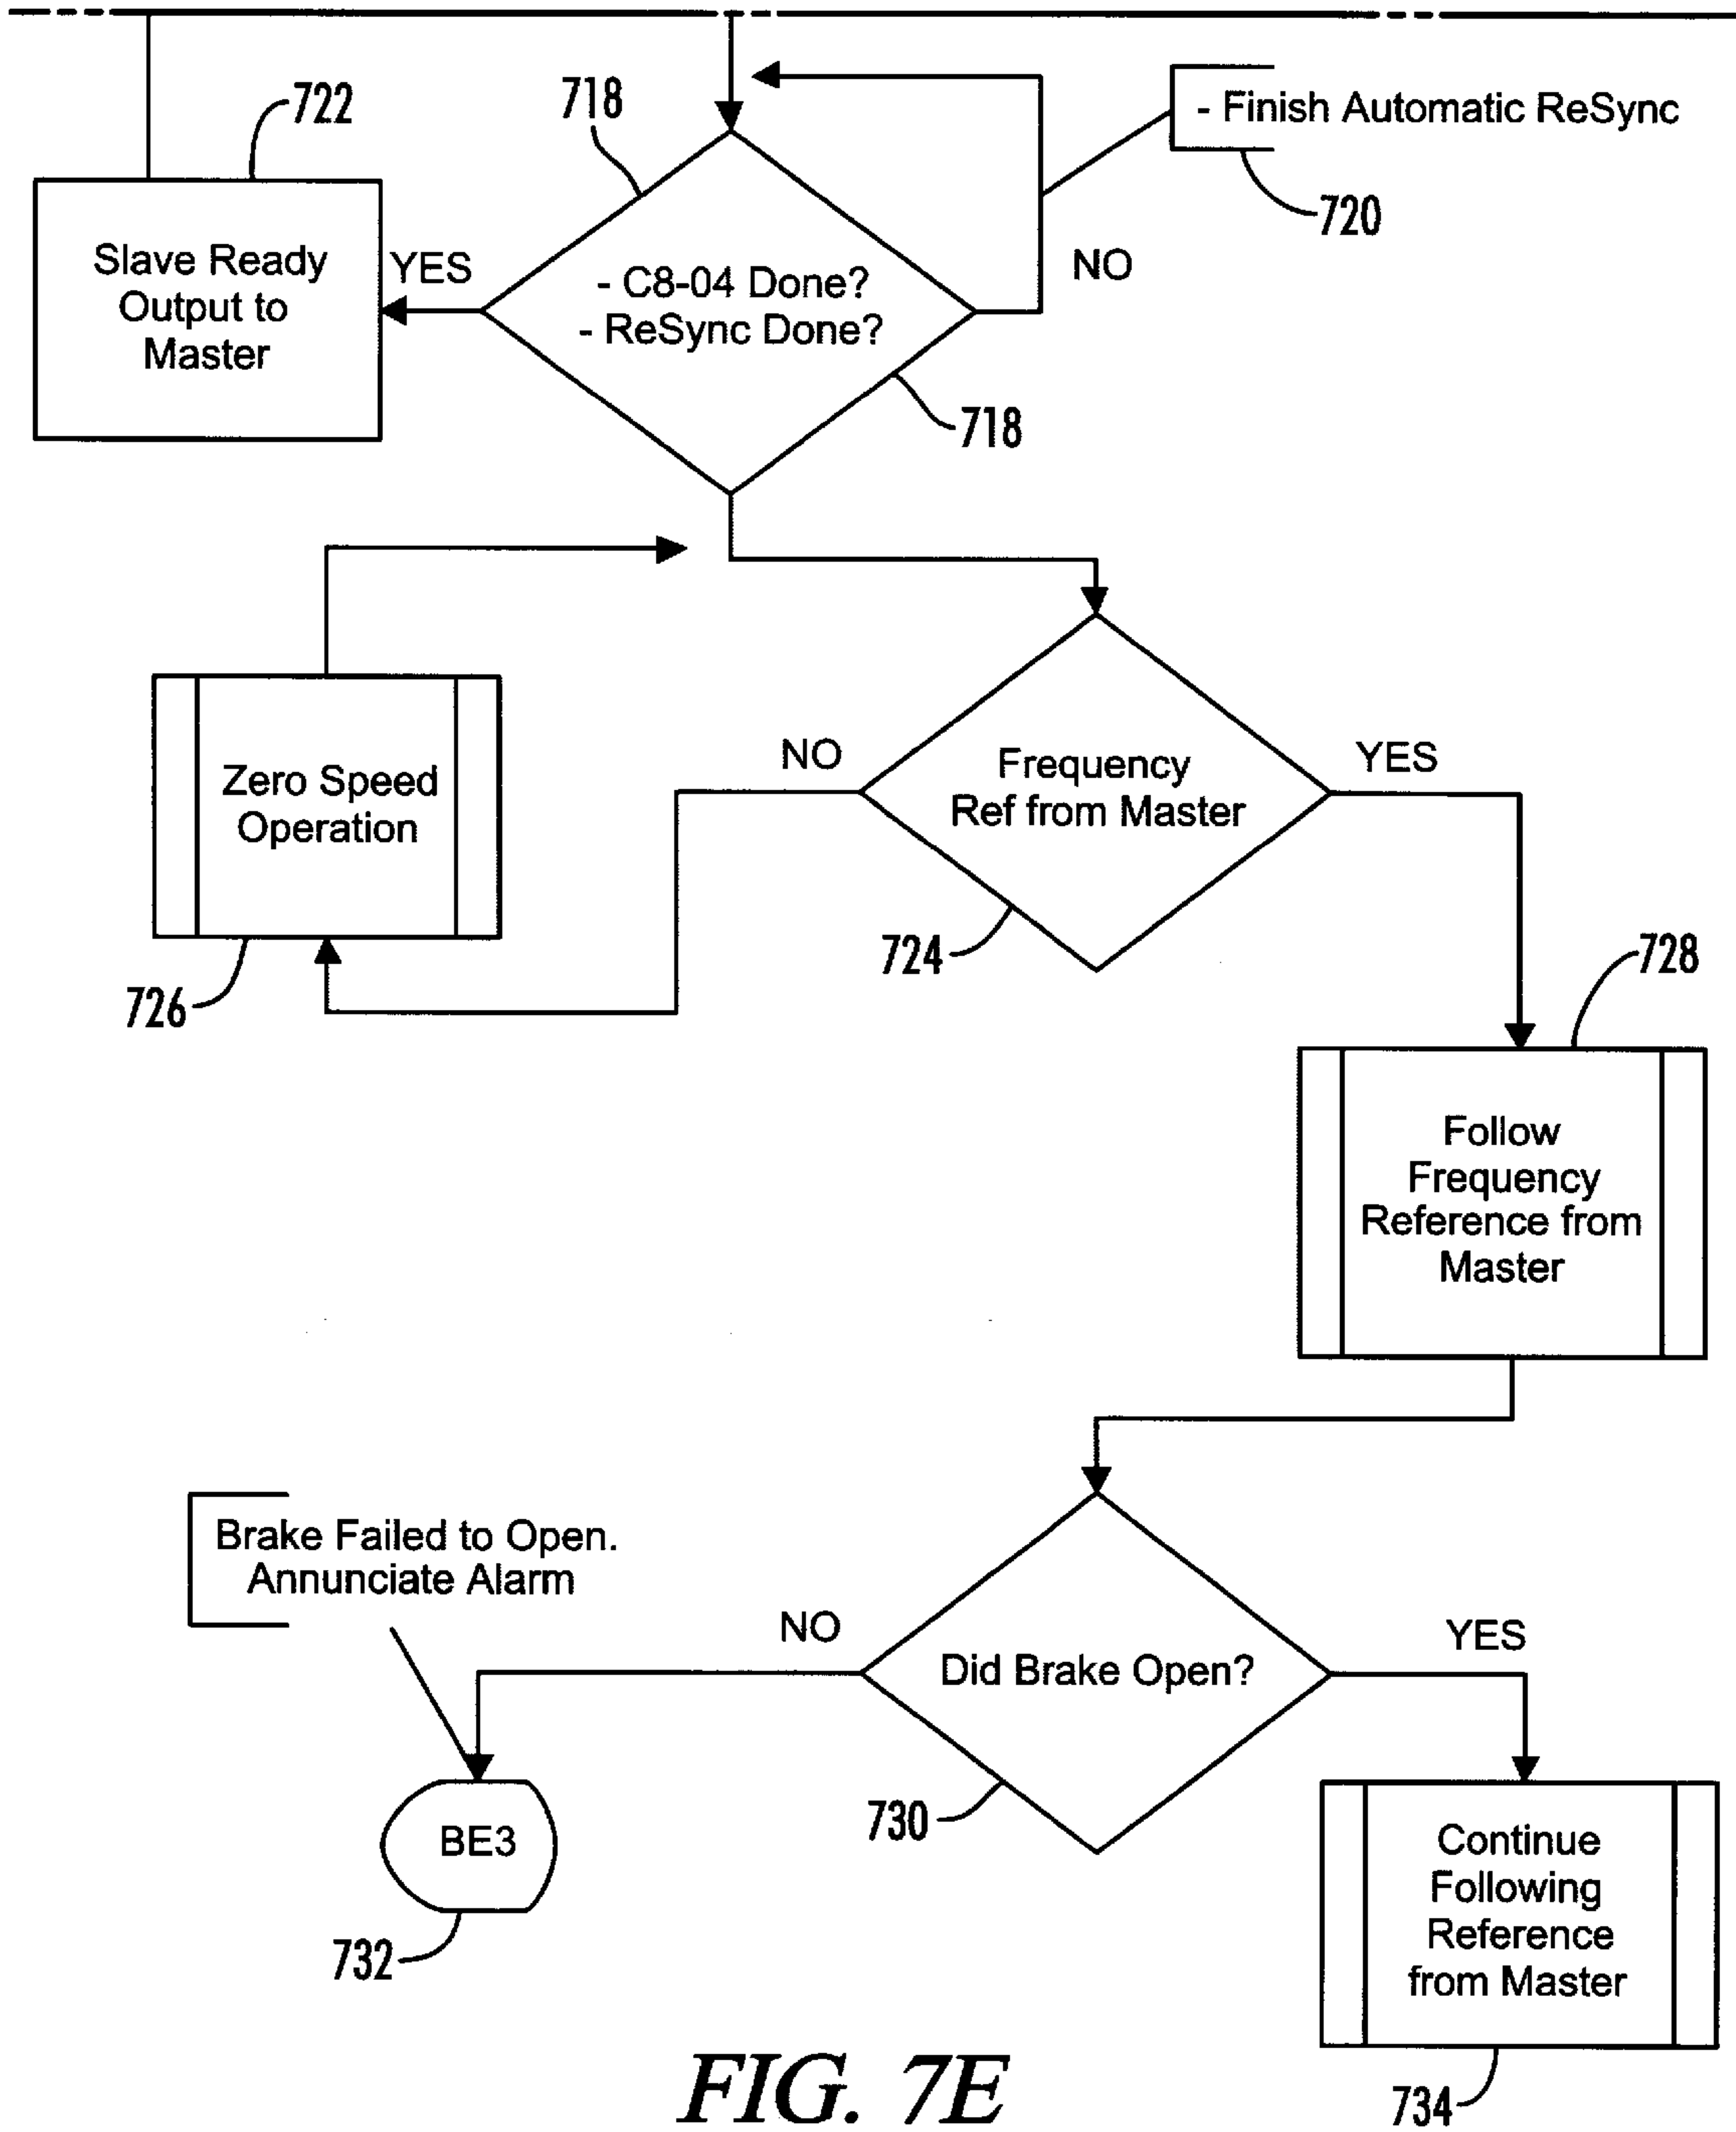 722
718
- Finish Automatic ReSync
720
Slave Ready
Output to
Master
YES
- C8-04 Done?
- ReSync Done?
NO
718
Zero Speed
Operation
NO
Frequency
Ref from Master
YES
724
726
728
Follow
Frequency
Reference from
Master
Brake Failed to Open.
Annunciate Alarm
NO
Did Brake Open?
YES
730
BE3
732
Continue
Following
Reference
from Master
734
FIG. 7E